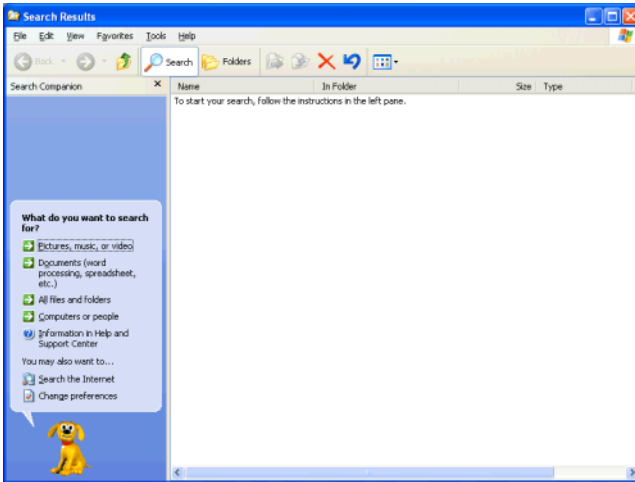 Search Results
File Edit View Favorites Tools Help
Back Search Folders
Search Companion
Name In Folder Size Type
To start your search, follow the instructions in the left pane.
What do you want to search
for?
Pictures, music, or video
Documents (word
processing, spreadsheet,
etc.)
All files and folders
Computers or people
Information in Help and
Support Center
You may also want to...
Search the Internet
Change preferences